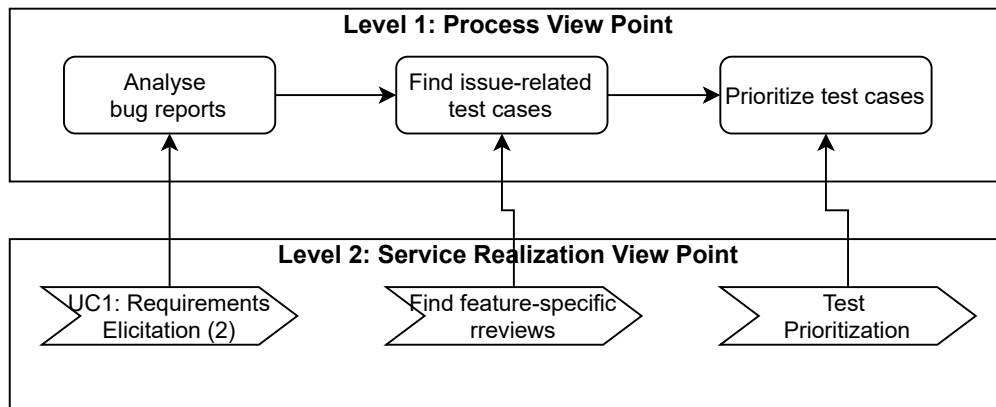 Level 1: Process View Point
Analyse
bug reports
Find issue-related
test cases
Prioritize test cases
Level 2: Service Realization View Point
UC1: Requirements
Elicitation (2)
Find feature-specific
rreviews
Test
Prioritization